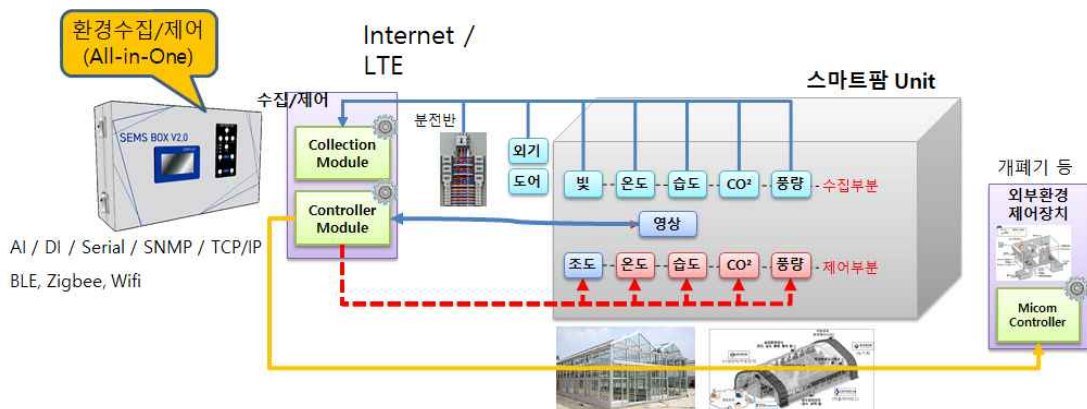 환경수집/제어
(All-in-One)
Internet /
LTE
스마트팜 Unit
수집/제어
SEMS BOX V2.0
Collection
Module
Controller
Module
분전반
외기
도어
빛
온도
습도
CO²
풍량
수집부분
영상
조도
온도
습도
CO²
풍량
제어부분
개폐기 등
외부환경
제어장치
Micom
Controller
AI / DI / Serial / SNMP / TCP/IP
BLE, Zigbee, Wifi